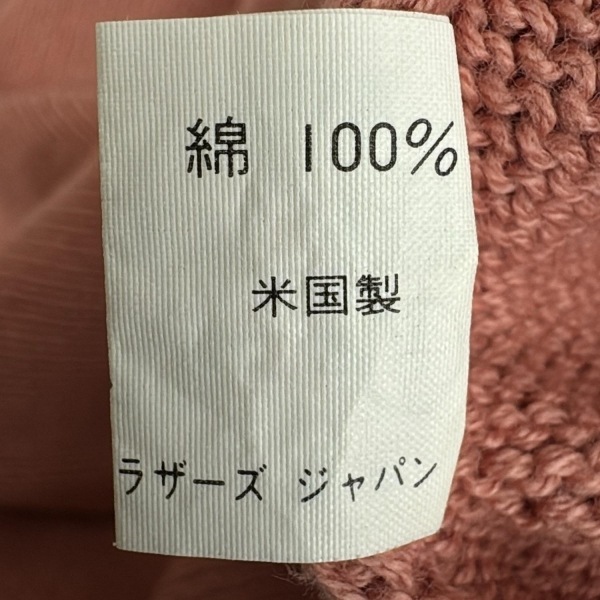 綿 100%
米国製
ラザーズ ジャパン